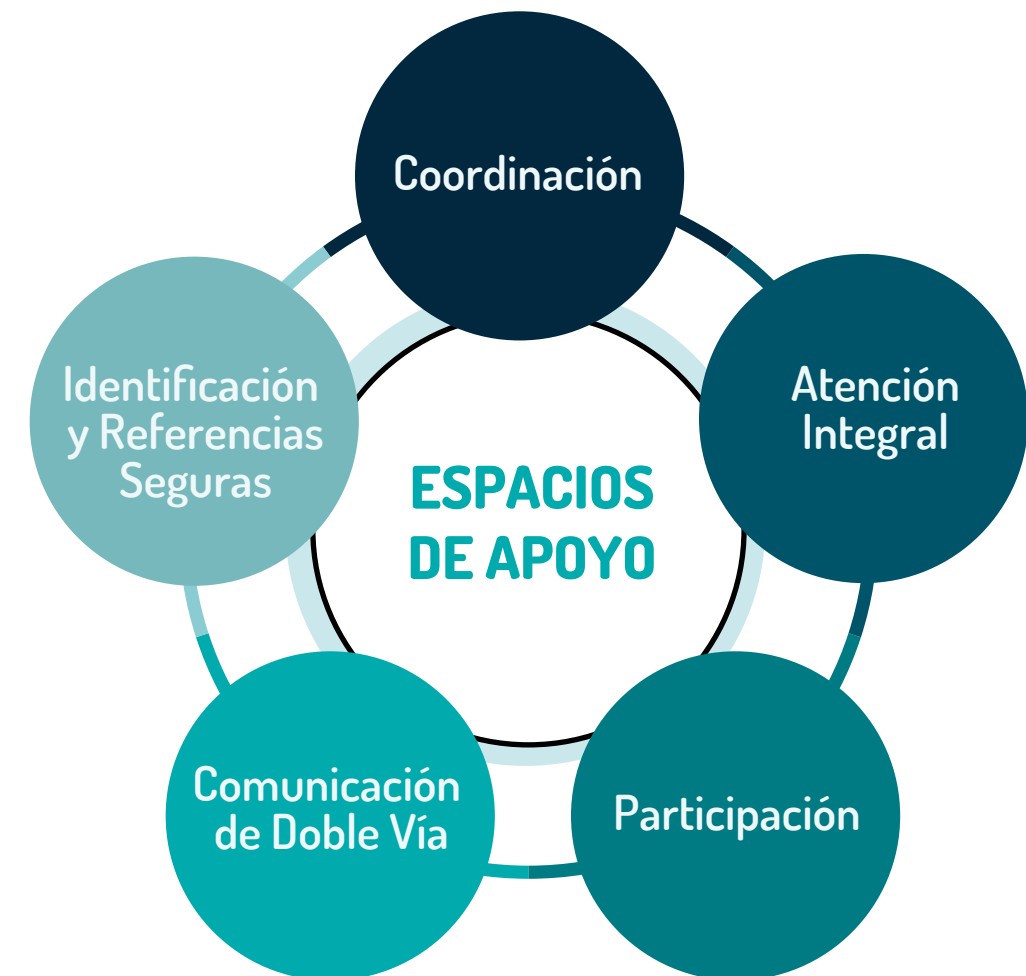 Coordinación
Atención
Integral
Participación
Comunicación
de Doble Vía
Identificación
y Referencias
Seguras
ESPACIOS
DE APOYO